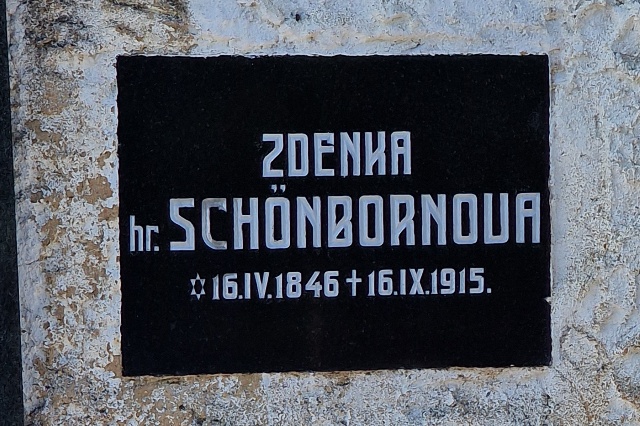 ZDENKA
hr. SCHÖNBORNOVA
✡ 16.IV.1846 + 16.IX.1915.